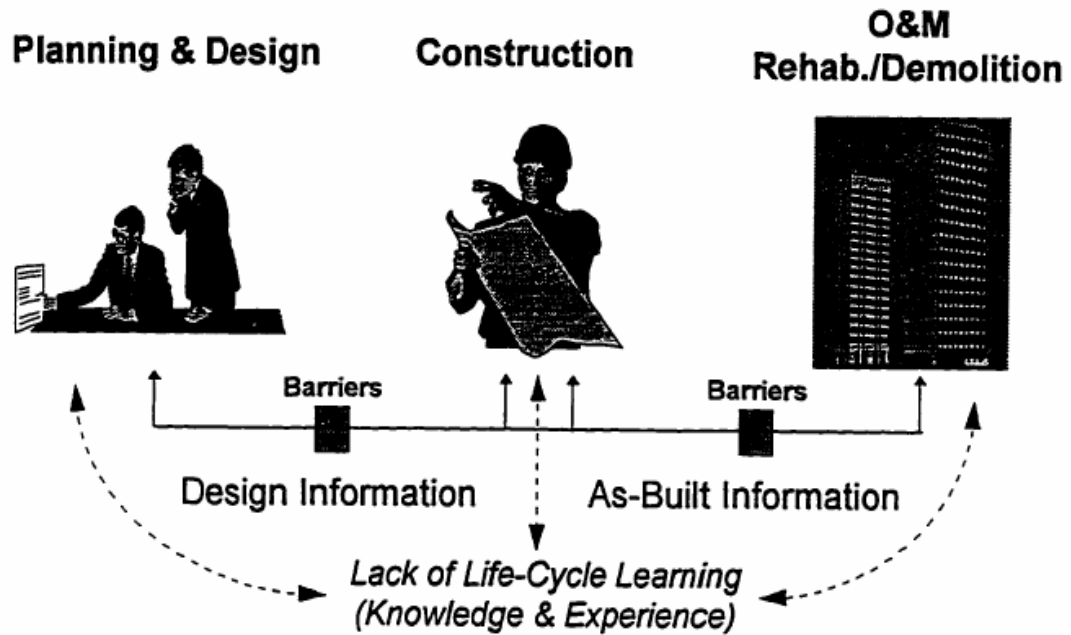 Planning & Design
Construction
O&M
Rehab./Demolition
Barriers
Barriers
Design Information
As-Built Information
Lack of Life-Cycle Learning
(Knowledge & Experience)